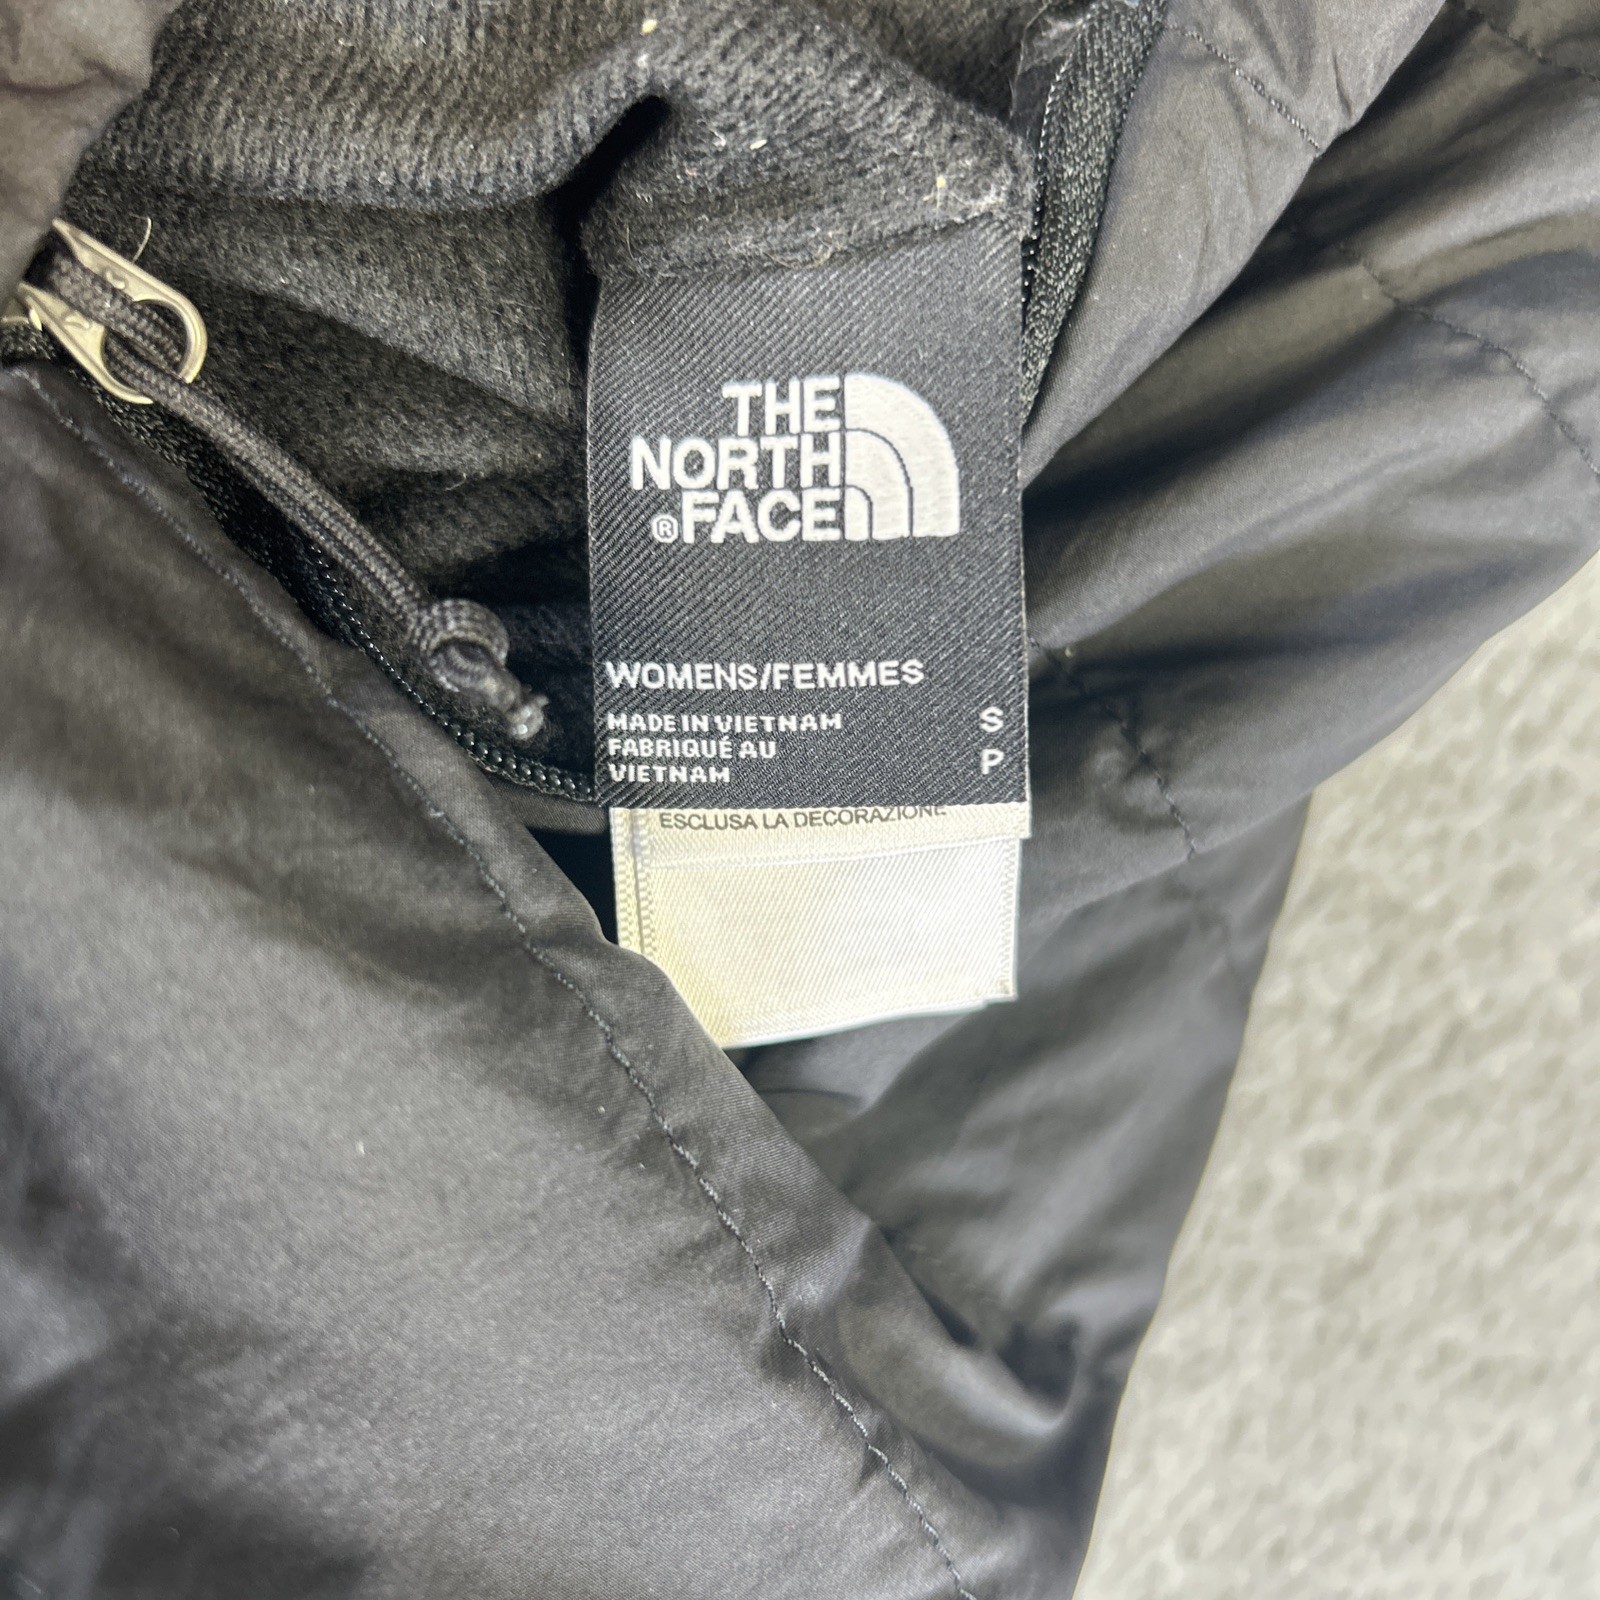 THE
NORTH
®FACE
WOMENS/FEMMES
MADE IN VIETNAM S
FABRIQUÉ AU P
VIETNAM
ESCLUSA LA DECORAZIONE